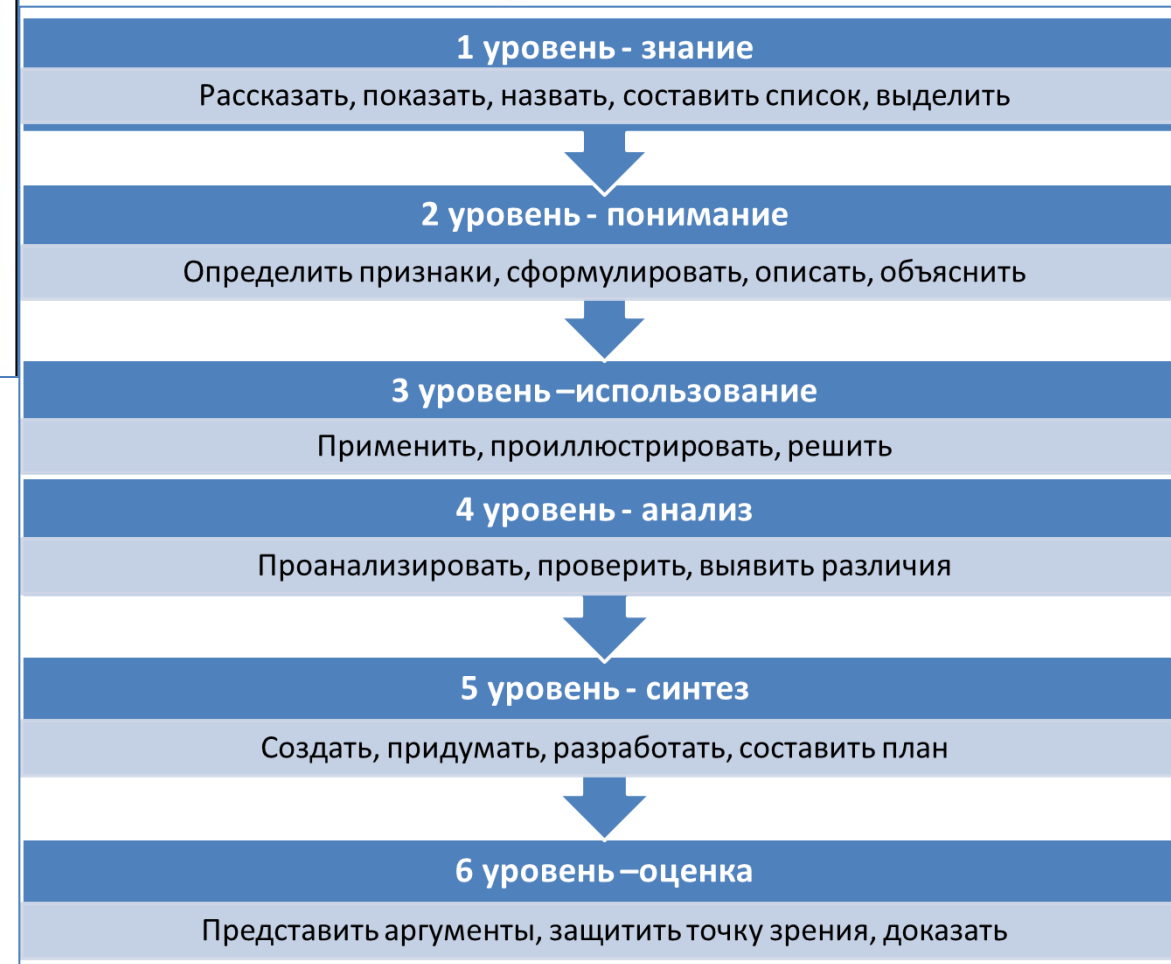 1 уровень - знание
Рассказать, показать, назвать, составить список, выделить
2 уровень - понимание
Определить признаки, сформулировать, описать, объяснить
3 уровень –использование
Применить, проиллюстрировать, решить
4 уровень - анализ
Проанализировать, проверить, выявить различия
5 уровень - синтез
Создать, придумать, разработать, составить план
6 уровень –оценка
Представить аргументы, защитить точку зрения, доказать